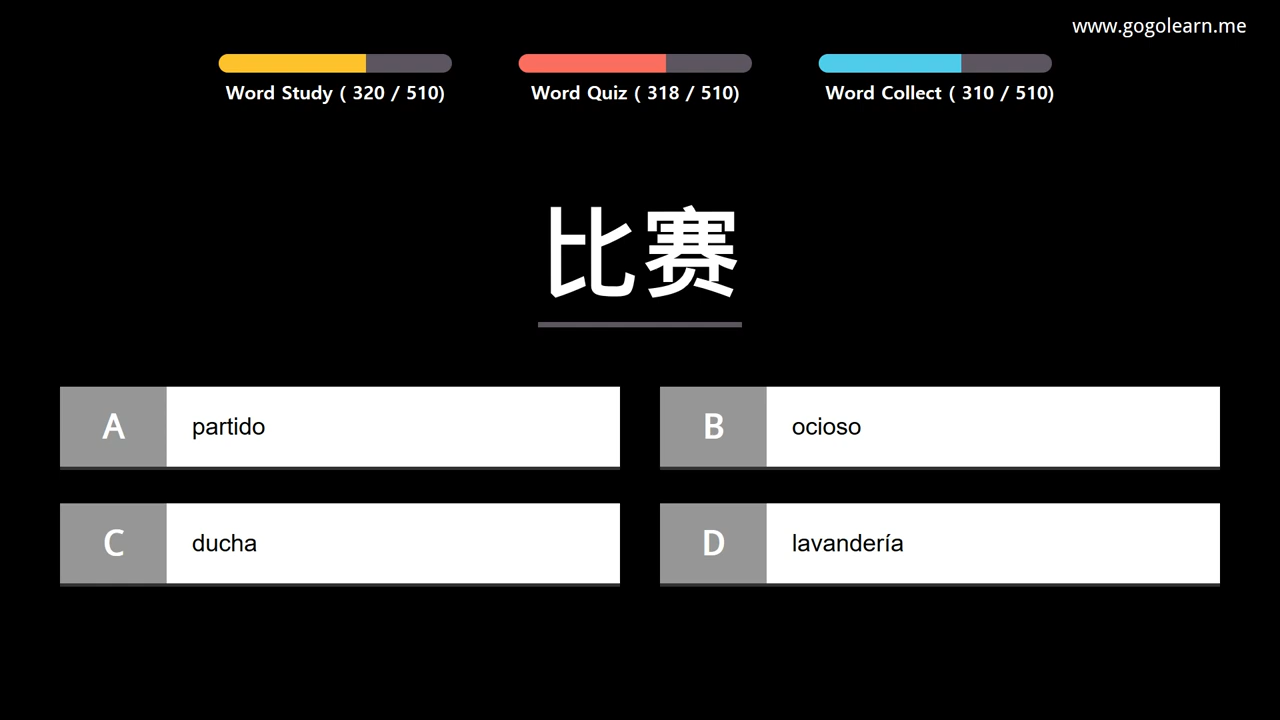 www.gogolearn.me
Word Study ( 320 / 510)
Word Quiz ( 318 / 510)
Word Collect ( 310 / 510)
比赛
A partido
B ocioso
C ducha
D lavandería